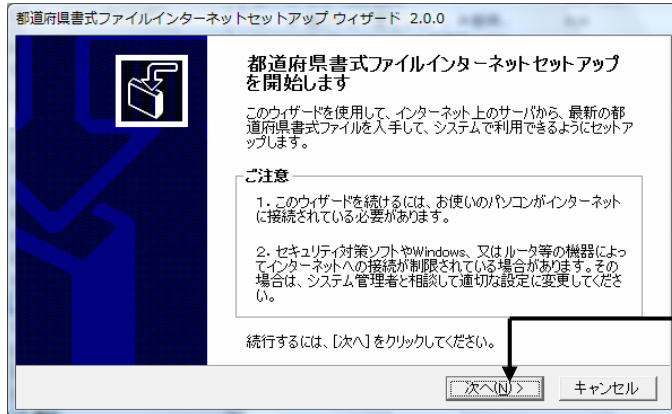 都道府県書式ファイルインターネットセットアップ ウィザード 2.0.0
都道府県書式ファイルインターネットセットアップ
を開始します
このウィザードを使用して、インターネット上のサーバから、最新の都
道府県書式ファイルを入手して、システムで利用できるようにセットア
ップします。
ご注意
1．このウィザードを続けるには、お使いのパソコンがインターネット
に接続されている必要があります。
2．セキュリティ対策ソフトやWindows、又はルータ等の機器によっ
てインターネットへの接続が制限されている場合があります。その
場合は、システム管理者と相談して適切な設定に変更してくださ
い。
続行するには、[次へ]をクリックしてください。
次へ(N) >
キャンセル